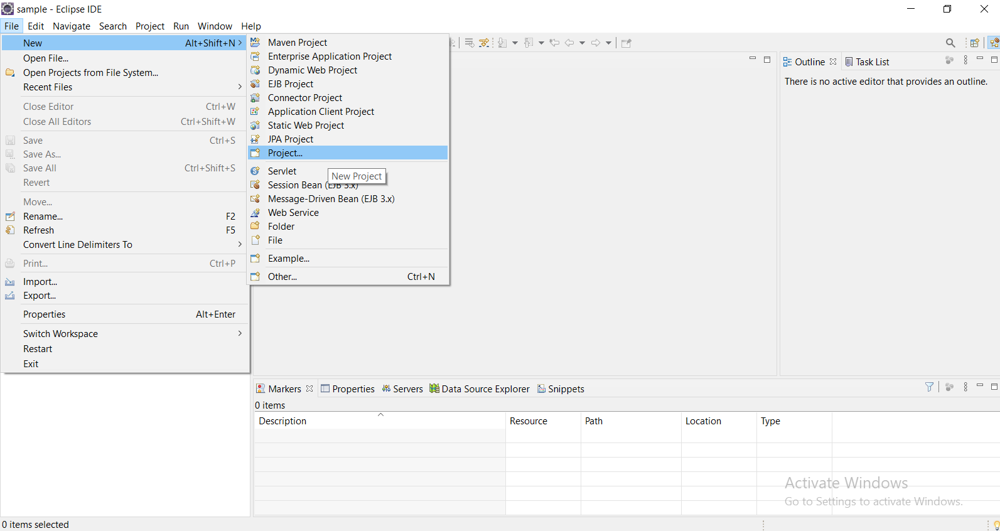 sample - Eclipse IDE
File Edit Navigate Search Project Run Window Help
New Alt+Shift+N >
Open File...
Open Projects from File System...
Recent Files >
Close Editor Ctrl+W
Close All Editors Ctrl+Shift+W
Save Ctrl+S
Save As...
Save All Ctrl+Shift+S
Revert
Move...
Rename... F2
Refresh F5
Convert Line Delimiters To >
Print... Ctrl+P
Import...
Export...
Properties Alt+Enter
Switch Workspace >
Restart
Exit
Maven Project
Enterprise Application Project
Dynamic Web Project
EJB Project
Connector Project
Application Client Project
Static Web Project
JPA Project
Project...
Servlet
New Project
Session Bean (EJB 3.x)
Message-Driven Bean (EJB 3.x)
Web Service
Folder
File
Example...
Other... Ctrl+N
Outline Task List
There is no active editor that provides an outline.
Markers Properties Servers Data Source Explorer Snippets
0 items
Description Resource Path Location Type
Activate Windows
Go to Settings to activate Windows.
0 items selected